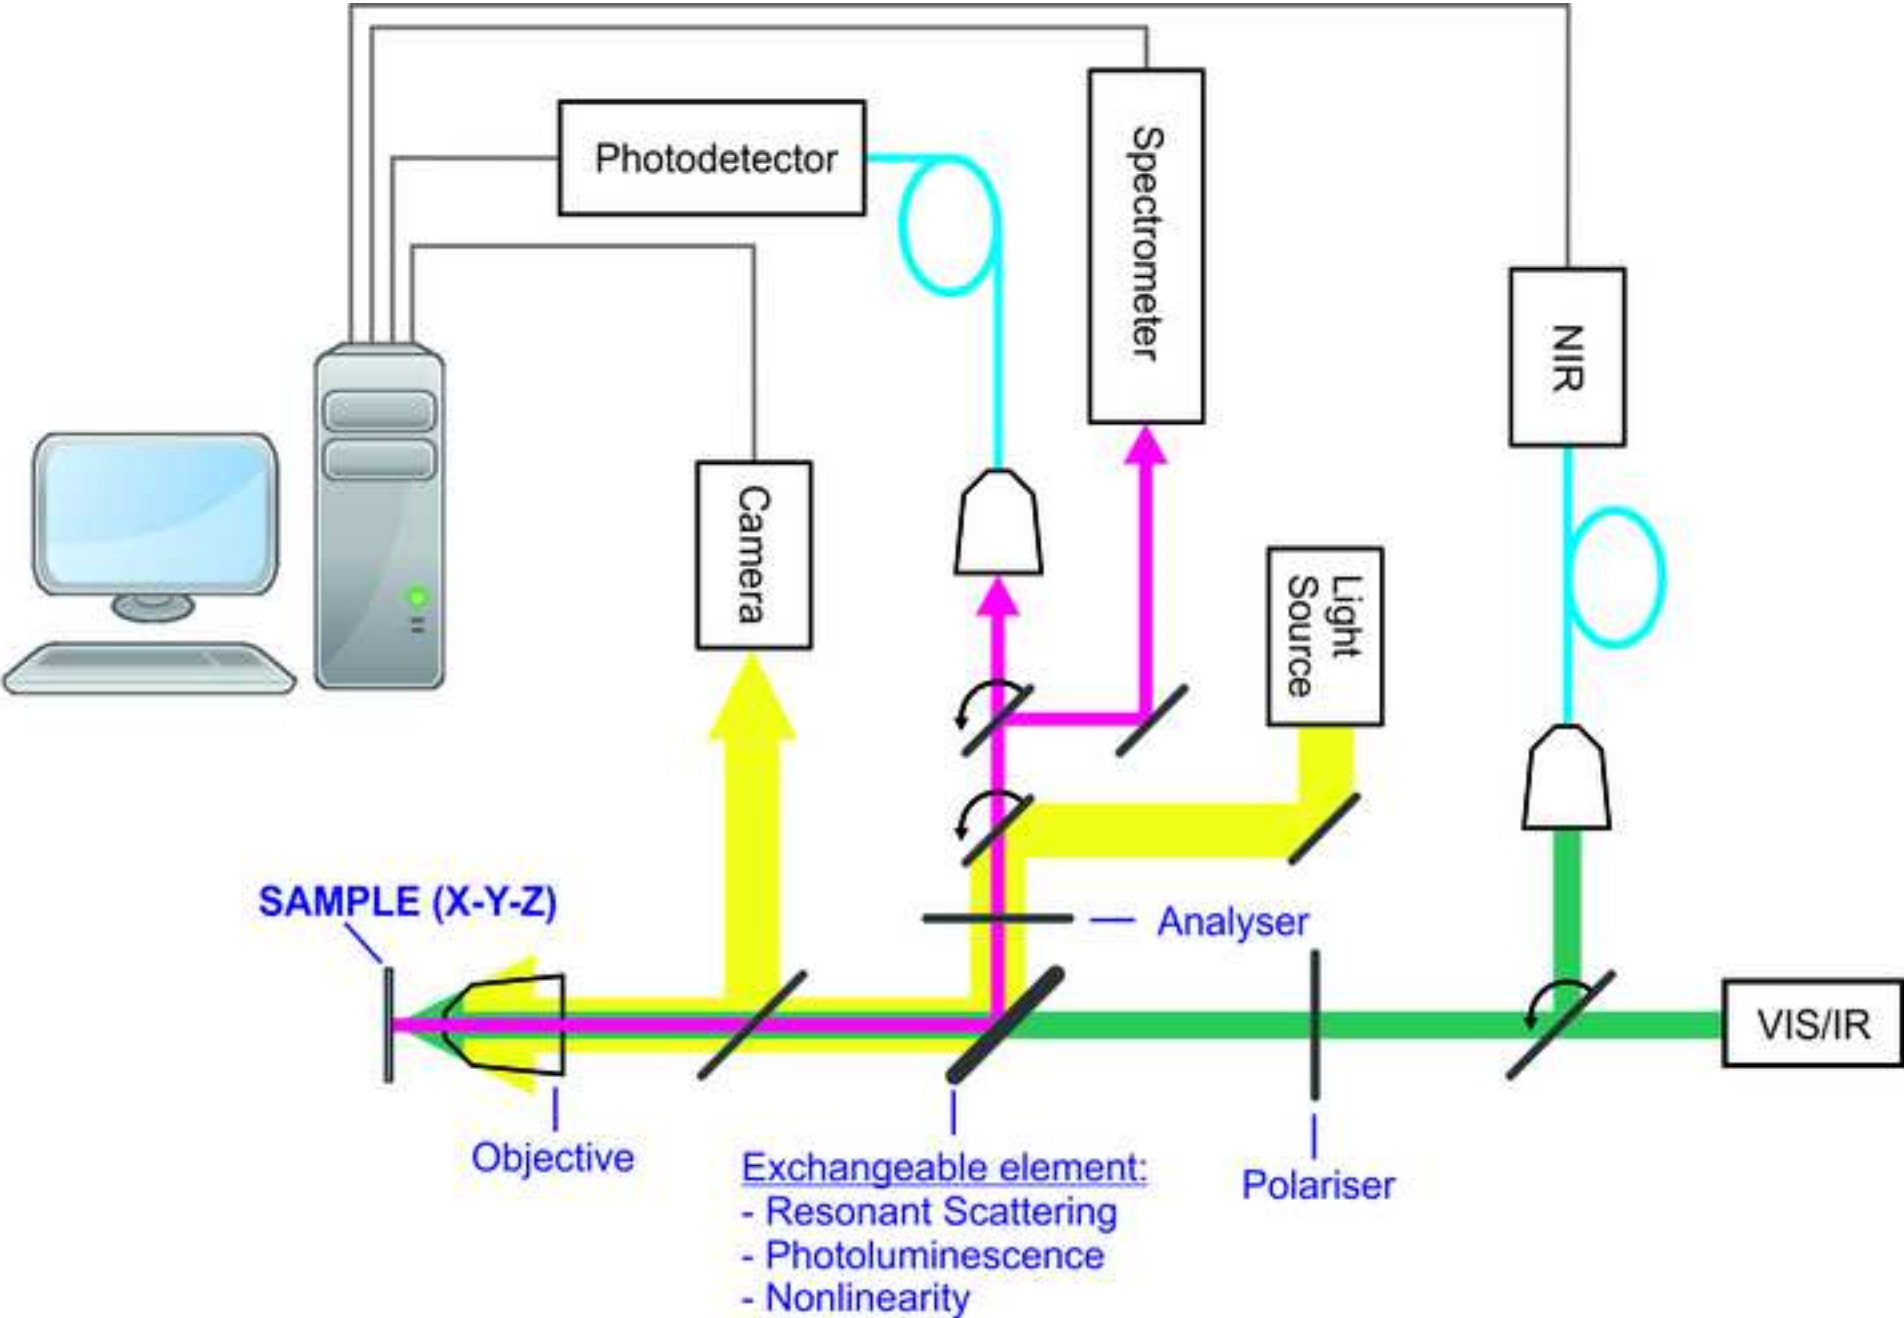 Photodetector
Spectrometer
NIR
Camera
Light
Source
SAMPLE (X-Y-Z)
Analyser
VIS/IR
Objective
Exchangeable element:
- Resonant Scattering
- Photoluminescence
- Nonlinearity
Polariser